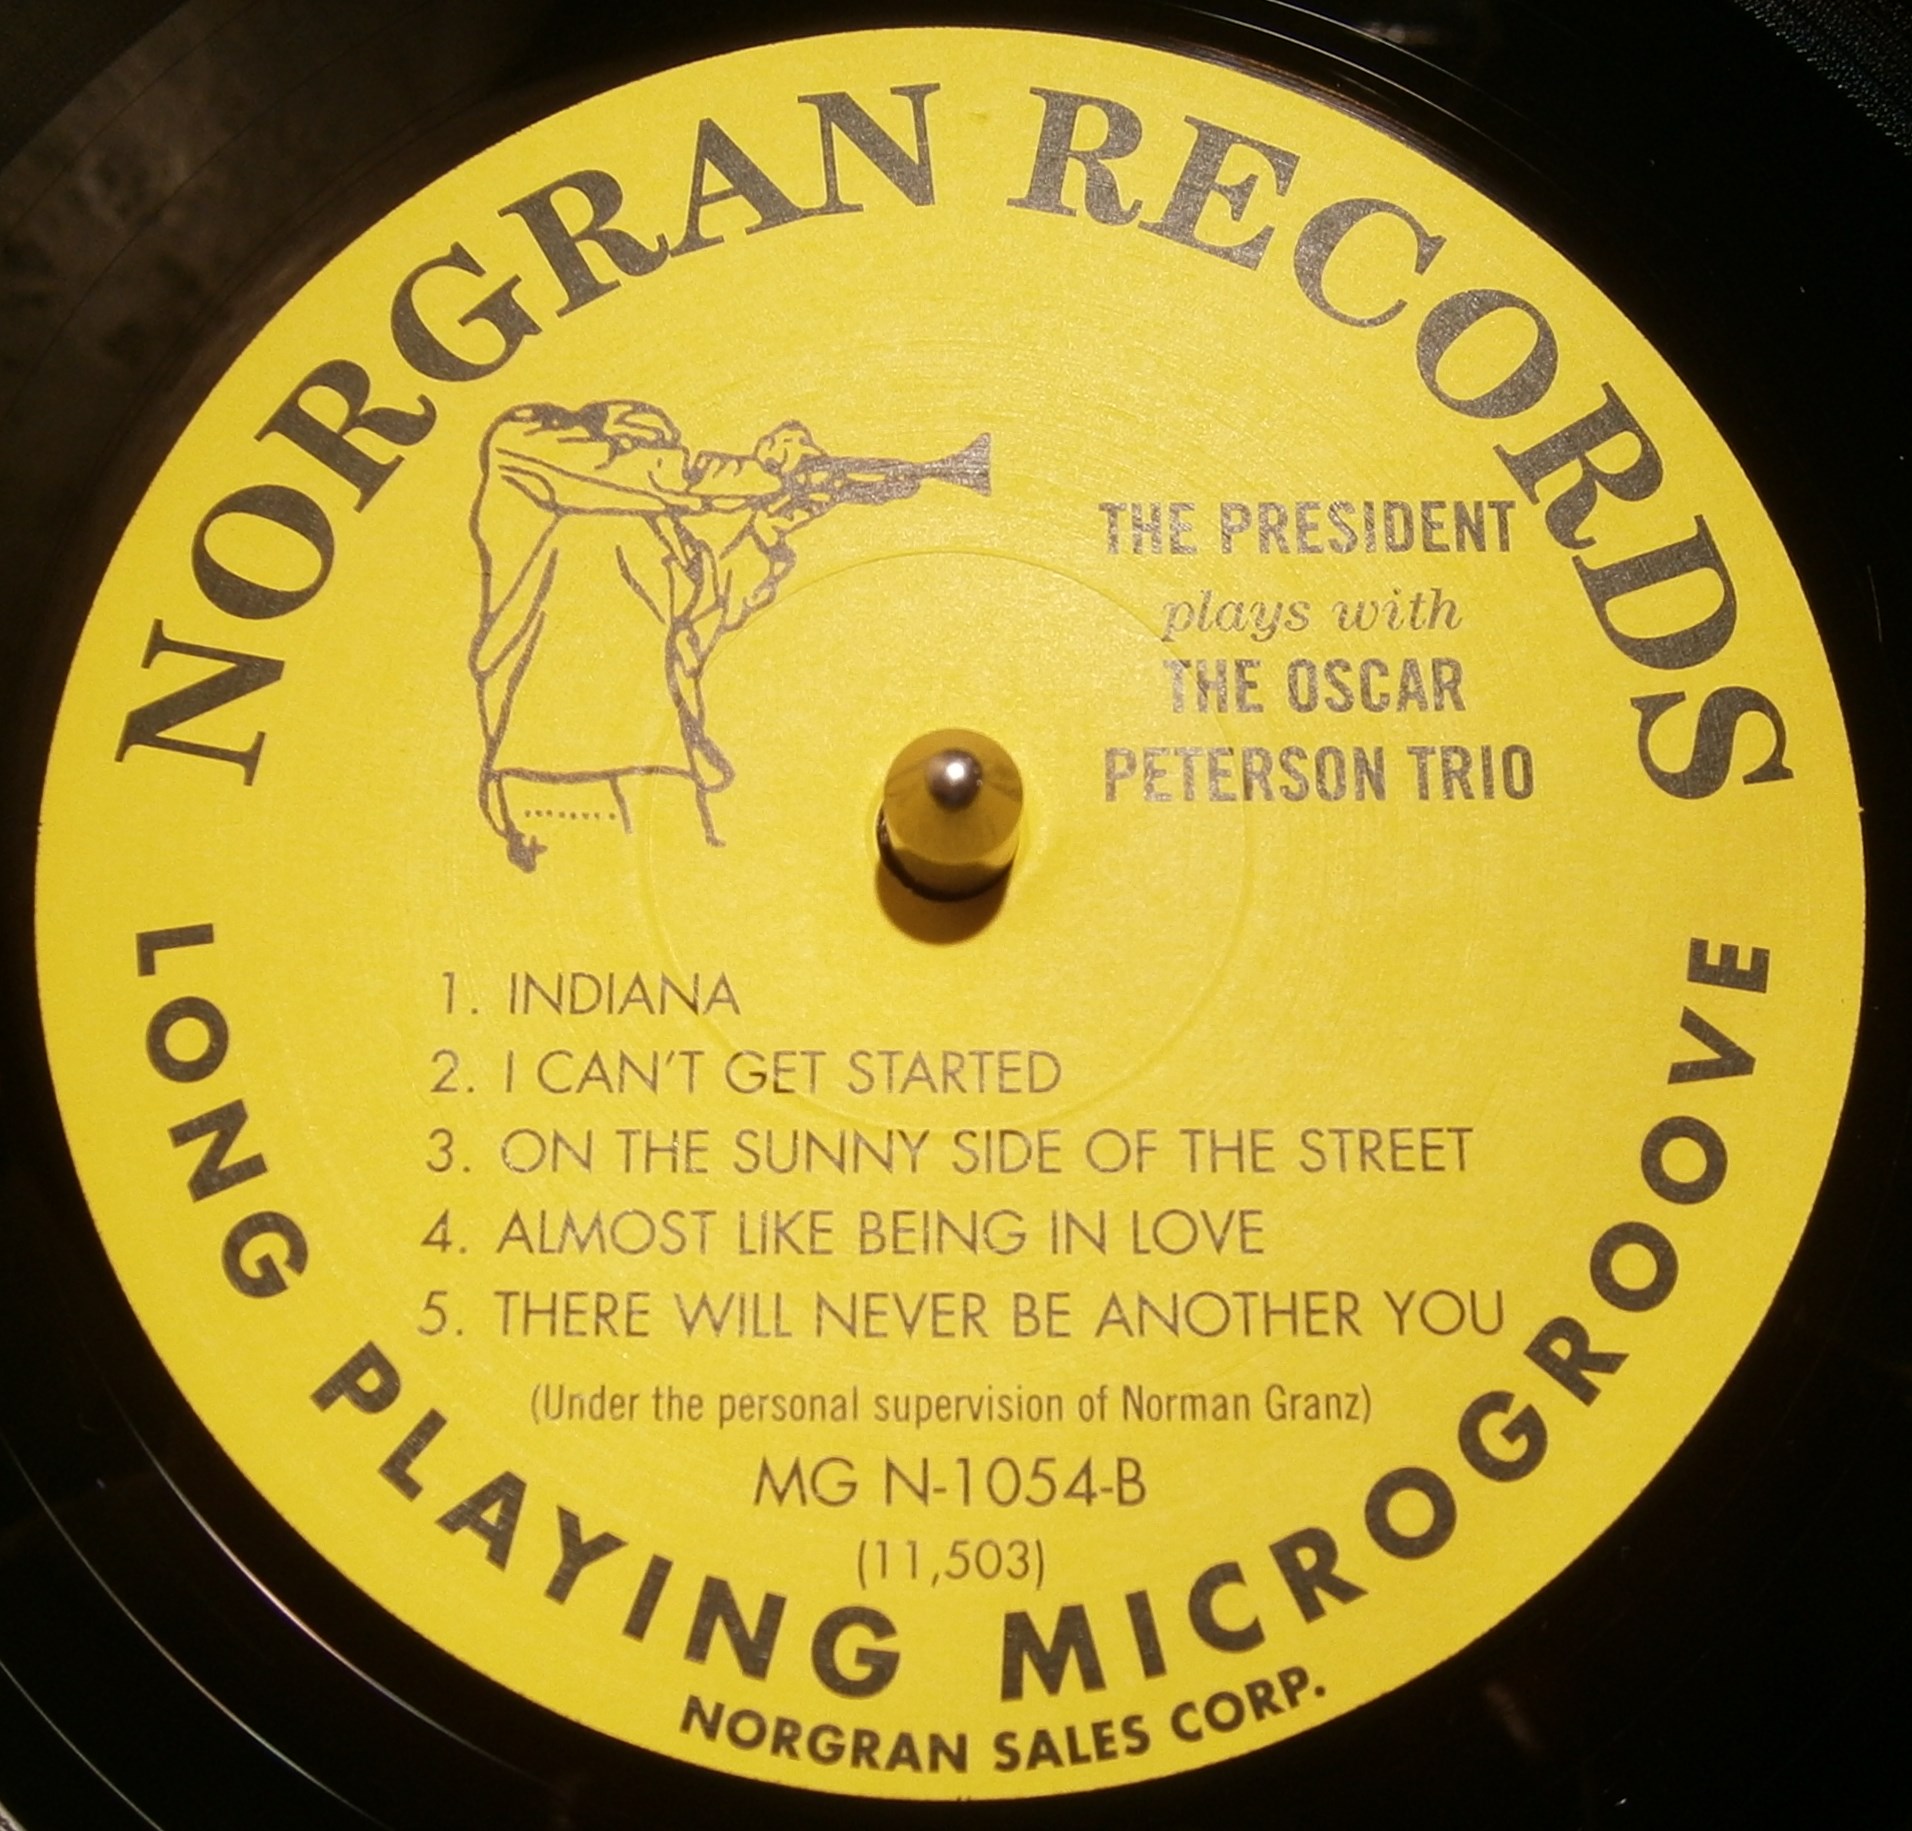 NORGRAN RECORDS
THE PRESIDENT
plays with
THE OSCAR
PETERSON TRIO
1. INDIANA
2. I CAN'T GET STARTED
3. ON THE SUNNY SIDE OF THE STREET
4. ALMOST LIKE BEING IN LOVE
5. THERE WILL NEVER BE ANOTHER YOU
(Under the personal supervision of Norman Granz)
MG N-1054-B
(11,503)
LONG PLAYING MICROGROOVE
NORGRAN SALES CORP.